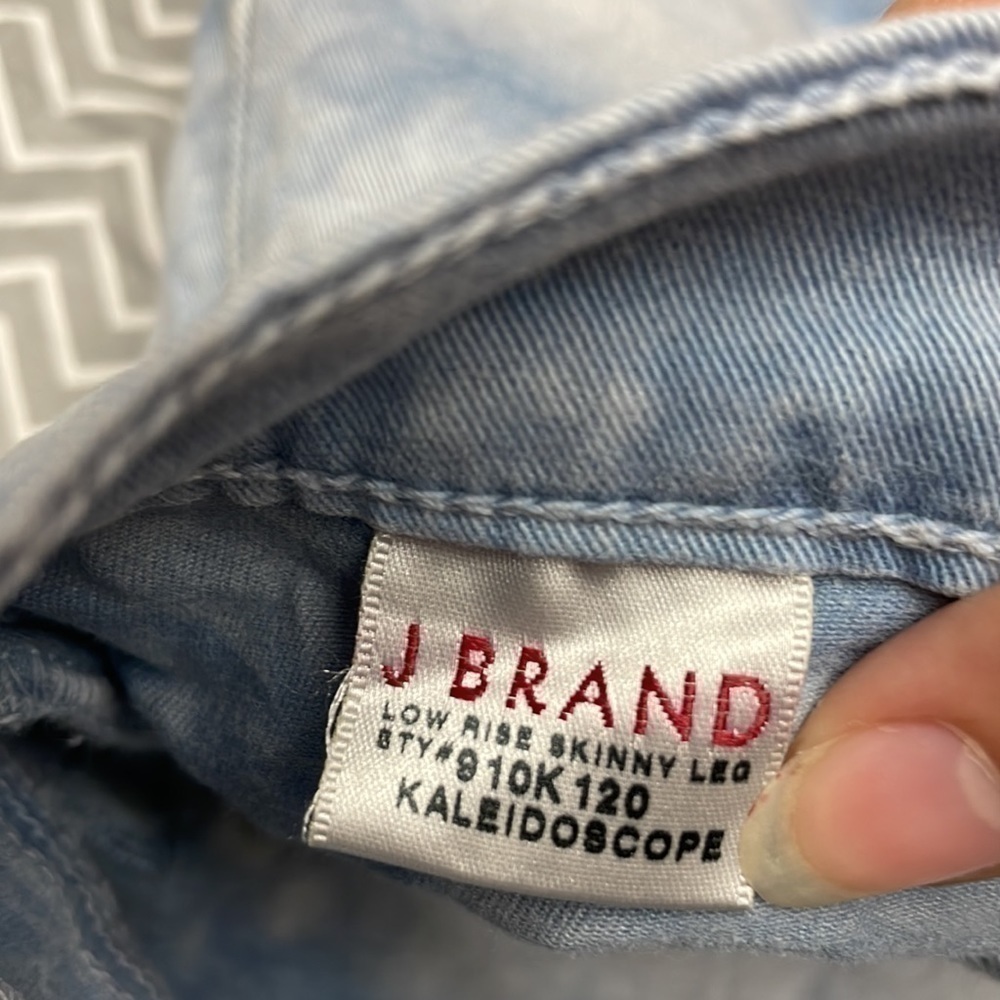 J BRAND
LOW RISE SKINNY LEG
STY#910K120
KALEIDOSCOPE